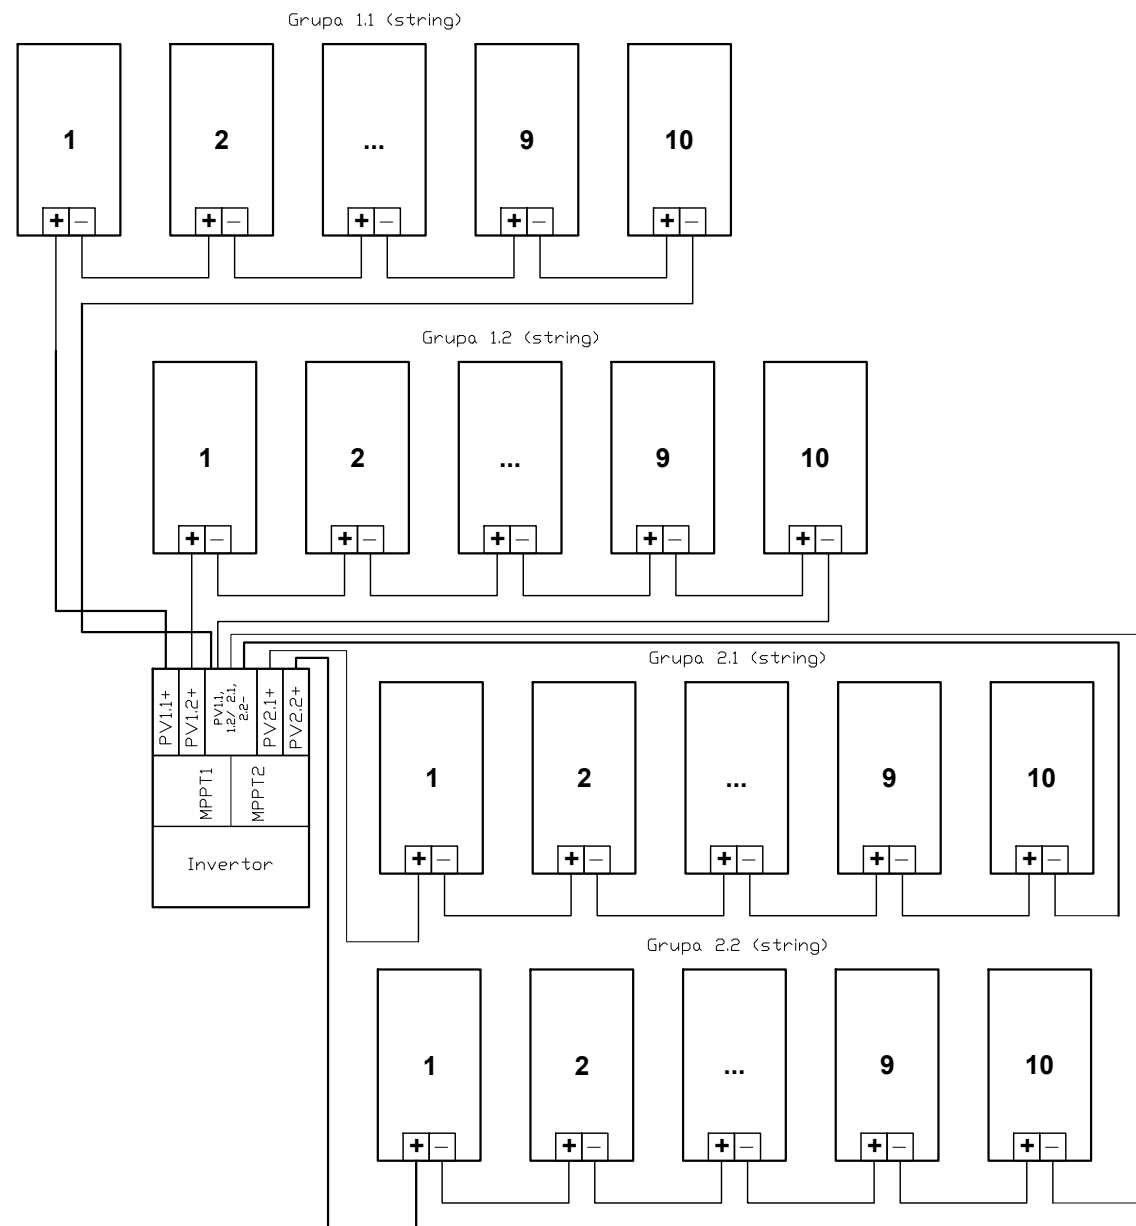 Grupa 1.1 (string)
1
2
...
9
10
+ − + − + − + − + −
Grupa 1.2 (string)
1
2
...
9
10
+ − + − + − + − + −
Grupa 2.1 (string)
PV1.1+
PV1.2+
PV1.1,
1.2/ 2.1,
2.2-
PV2.1+
PV2.2+
MPPT1
MPPT2
Invertor
1
2
...
9
10
+ − + − + − + − + −
Grupa 2.2 (string)
1
2
...
9
10
+ − + − + − + − + −